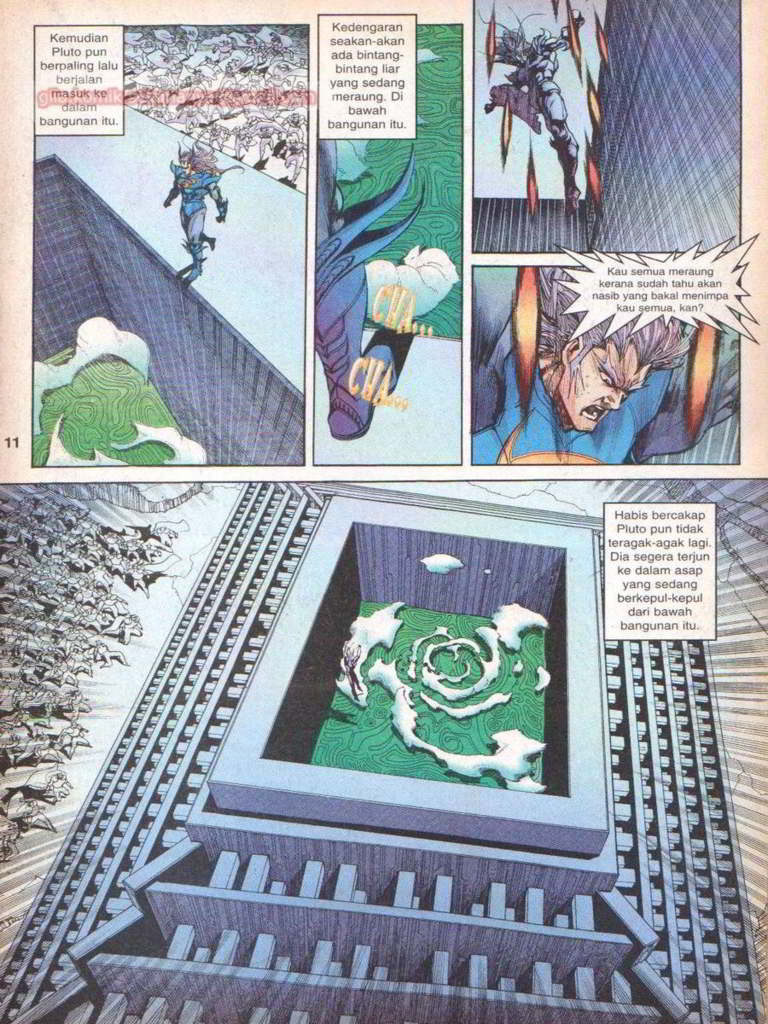 Kemudian
Pluto pun
berpaling lalu
berjalan
masuk ke
dalam
bangunan itu.
Kedengaran
seakan-akan
ada bintang-
bintang liar
yang sedang
meraung. Di
bawah
bangunan itu.
CHA...
CHA...
Kau semua meraung
kerana sudah tahu akan
nasib yang bakal menimpa
kau semua, kan?
11
Habis bercakap
Pluto pun tidak
teragak-agak lagi.
Dia segera terjun
ke dalam asap
yang sedang
berkepul-kepul
dari bawah
bangunan itu.